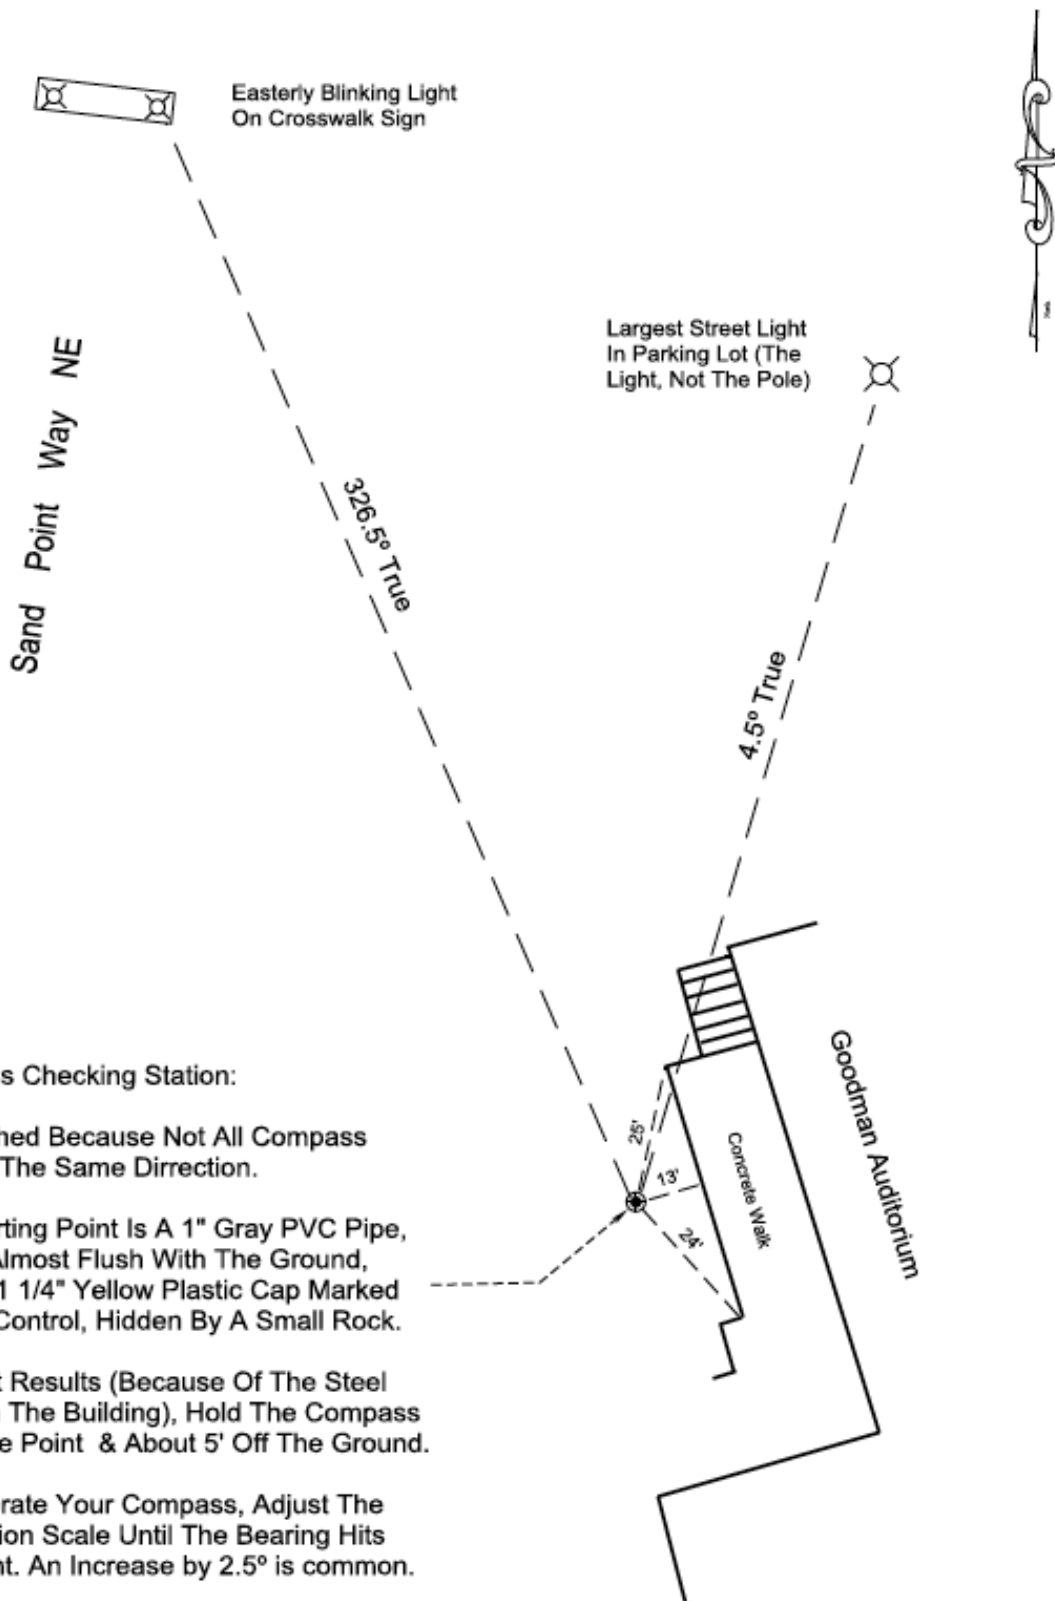 Easterly Blinking Light
On Crosswalk Sign
Largest Street Light
In Parking Lot (The
Light, Not The Pole)
Sand Point Way NE
326.5º True
4.5º True
25'
13'
24'
Concrete Walk
Goodman Auditorium
s Checking Station:
hed Because Not All Compass
The Same Dirrection.
rting Point Is A 1" Gray PVC Pipe,
Almost Flush With The Ground,
1 1/4" Yellow Plastic Cap Marked
Control, Hidden By A Small Rock.
t Results (Because Of The Steel
The Building), Hold The Compass
e Point & About 5' Off The Ground.
rate Your Compass, Adjust The
ion Scale Until The Bearing Hits
nt. An Increase by 2.5º is common.